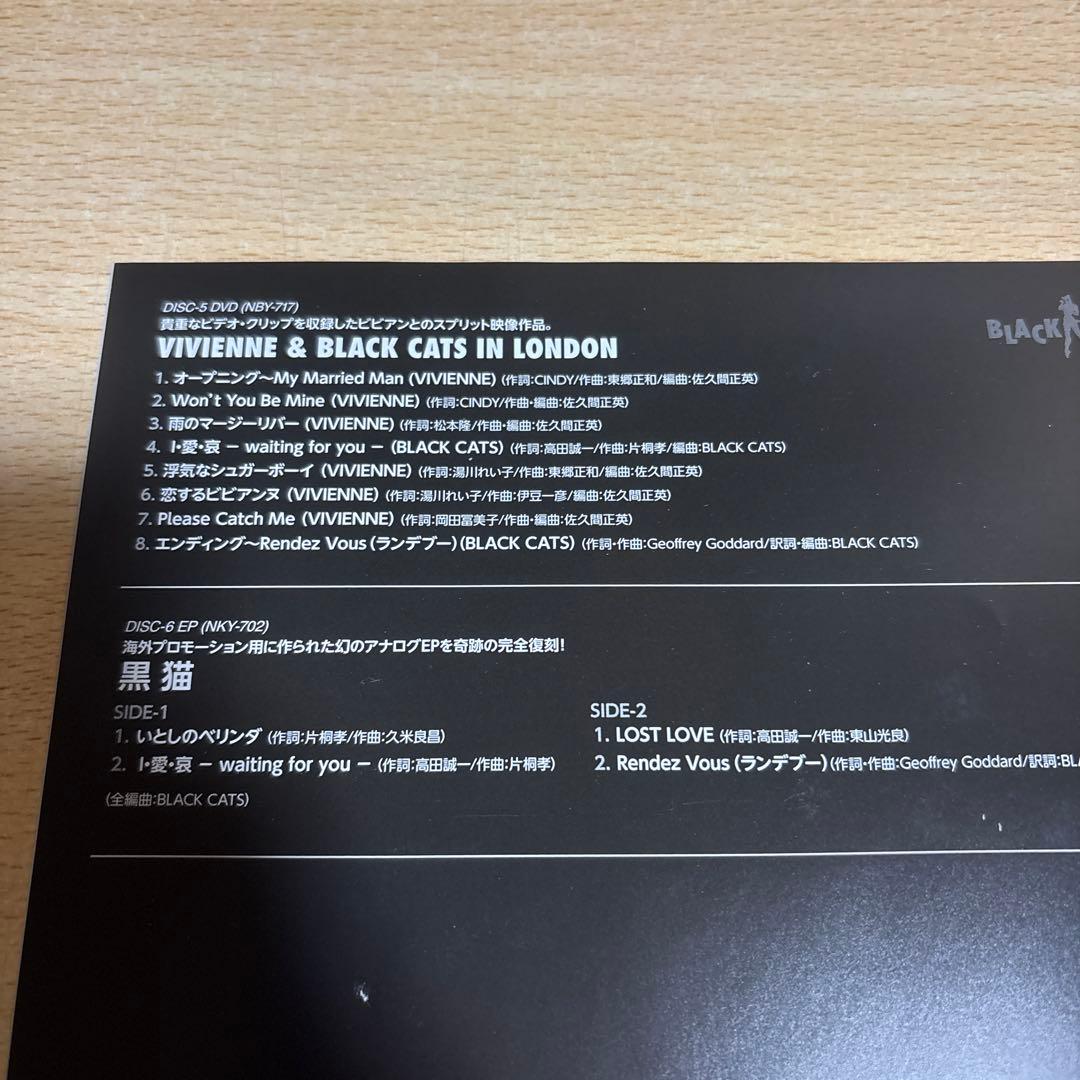 DISC-5 DVD (NBY-717)
貴重なビデオ・クリップを収録したビビアンとのスプリット映像作品。
BLACK
VIVIENNE & BLACK CATS IN LONDON
1. オープニング〜My Married Man (VIVIENNE) (作詞:CINDY/作曲:東郷正和/編曲:佐久間正英)
2. Won't You Be Mine (VIVIENNE) (作詞:CINDY/作曲・編曲:佐久間正英)
3. 雨のマージーリバー (VIVIENNE) (作詞:松本隆/作曲・編曲:佐久間正英)
4. I・愛・哀 − waiting for you − (BLACK CATS) (作詞:高田誠一/作曲:片桐孝/編曲:BLACK CATS)
5. 浮気なシュガーボーイ (VIVIENNE) (作詞:湯川れい子/作曲:東郷正和/編曲:佐久間正英)
6. 恋するビビアンヌ (VIVIENNE) (作詞:湯川れい子/作曲:伊豆一彦/編曲:佐久間正英)
7. Please Catch Me (VIVIENNE) (作詞:岡田冨美子/作曲・編曲:佐久間正英)
8. エンディング〜Rendez Vous (ランデブー) (BLACK CATS) (作詞・作曲:Geoffrey Goddard/訳詞・編曲:BLACK CATS)
DISC-6 EP (NKY-702)
海外プロモーション用に作られた幻のアナログEPを奇跡の完全復刻!
黒猫
SIDE-1
1. いとしのベリンダ (作詞:片桐孝/作曲:久米良昌)
2. I・愛・哀 − waiting for you − (作詞:高田誠一/作曲:片桐孝)
(全編曲:BLACK CATS)
SIDE-2
1. LOST LOVE (作詞:高田誠一/作曲:東山光良)
2. Rendez Vous (ランデブー) (作詞・作曲:Geoffrey Goddard/訳詞:BLA